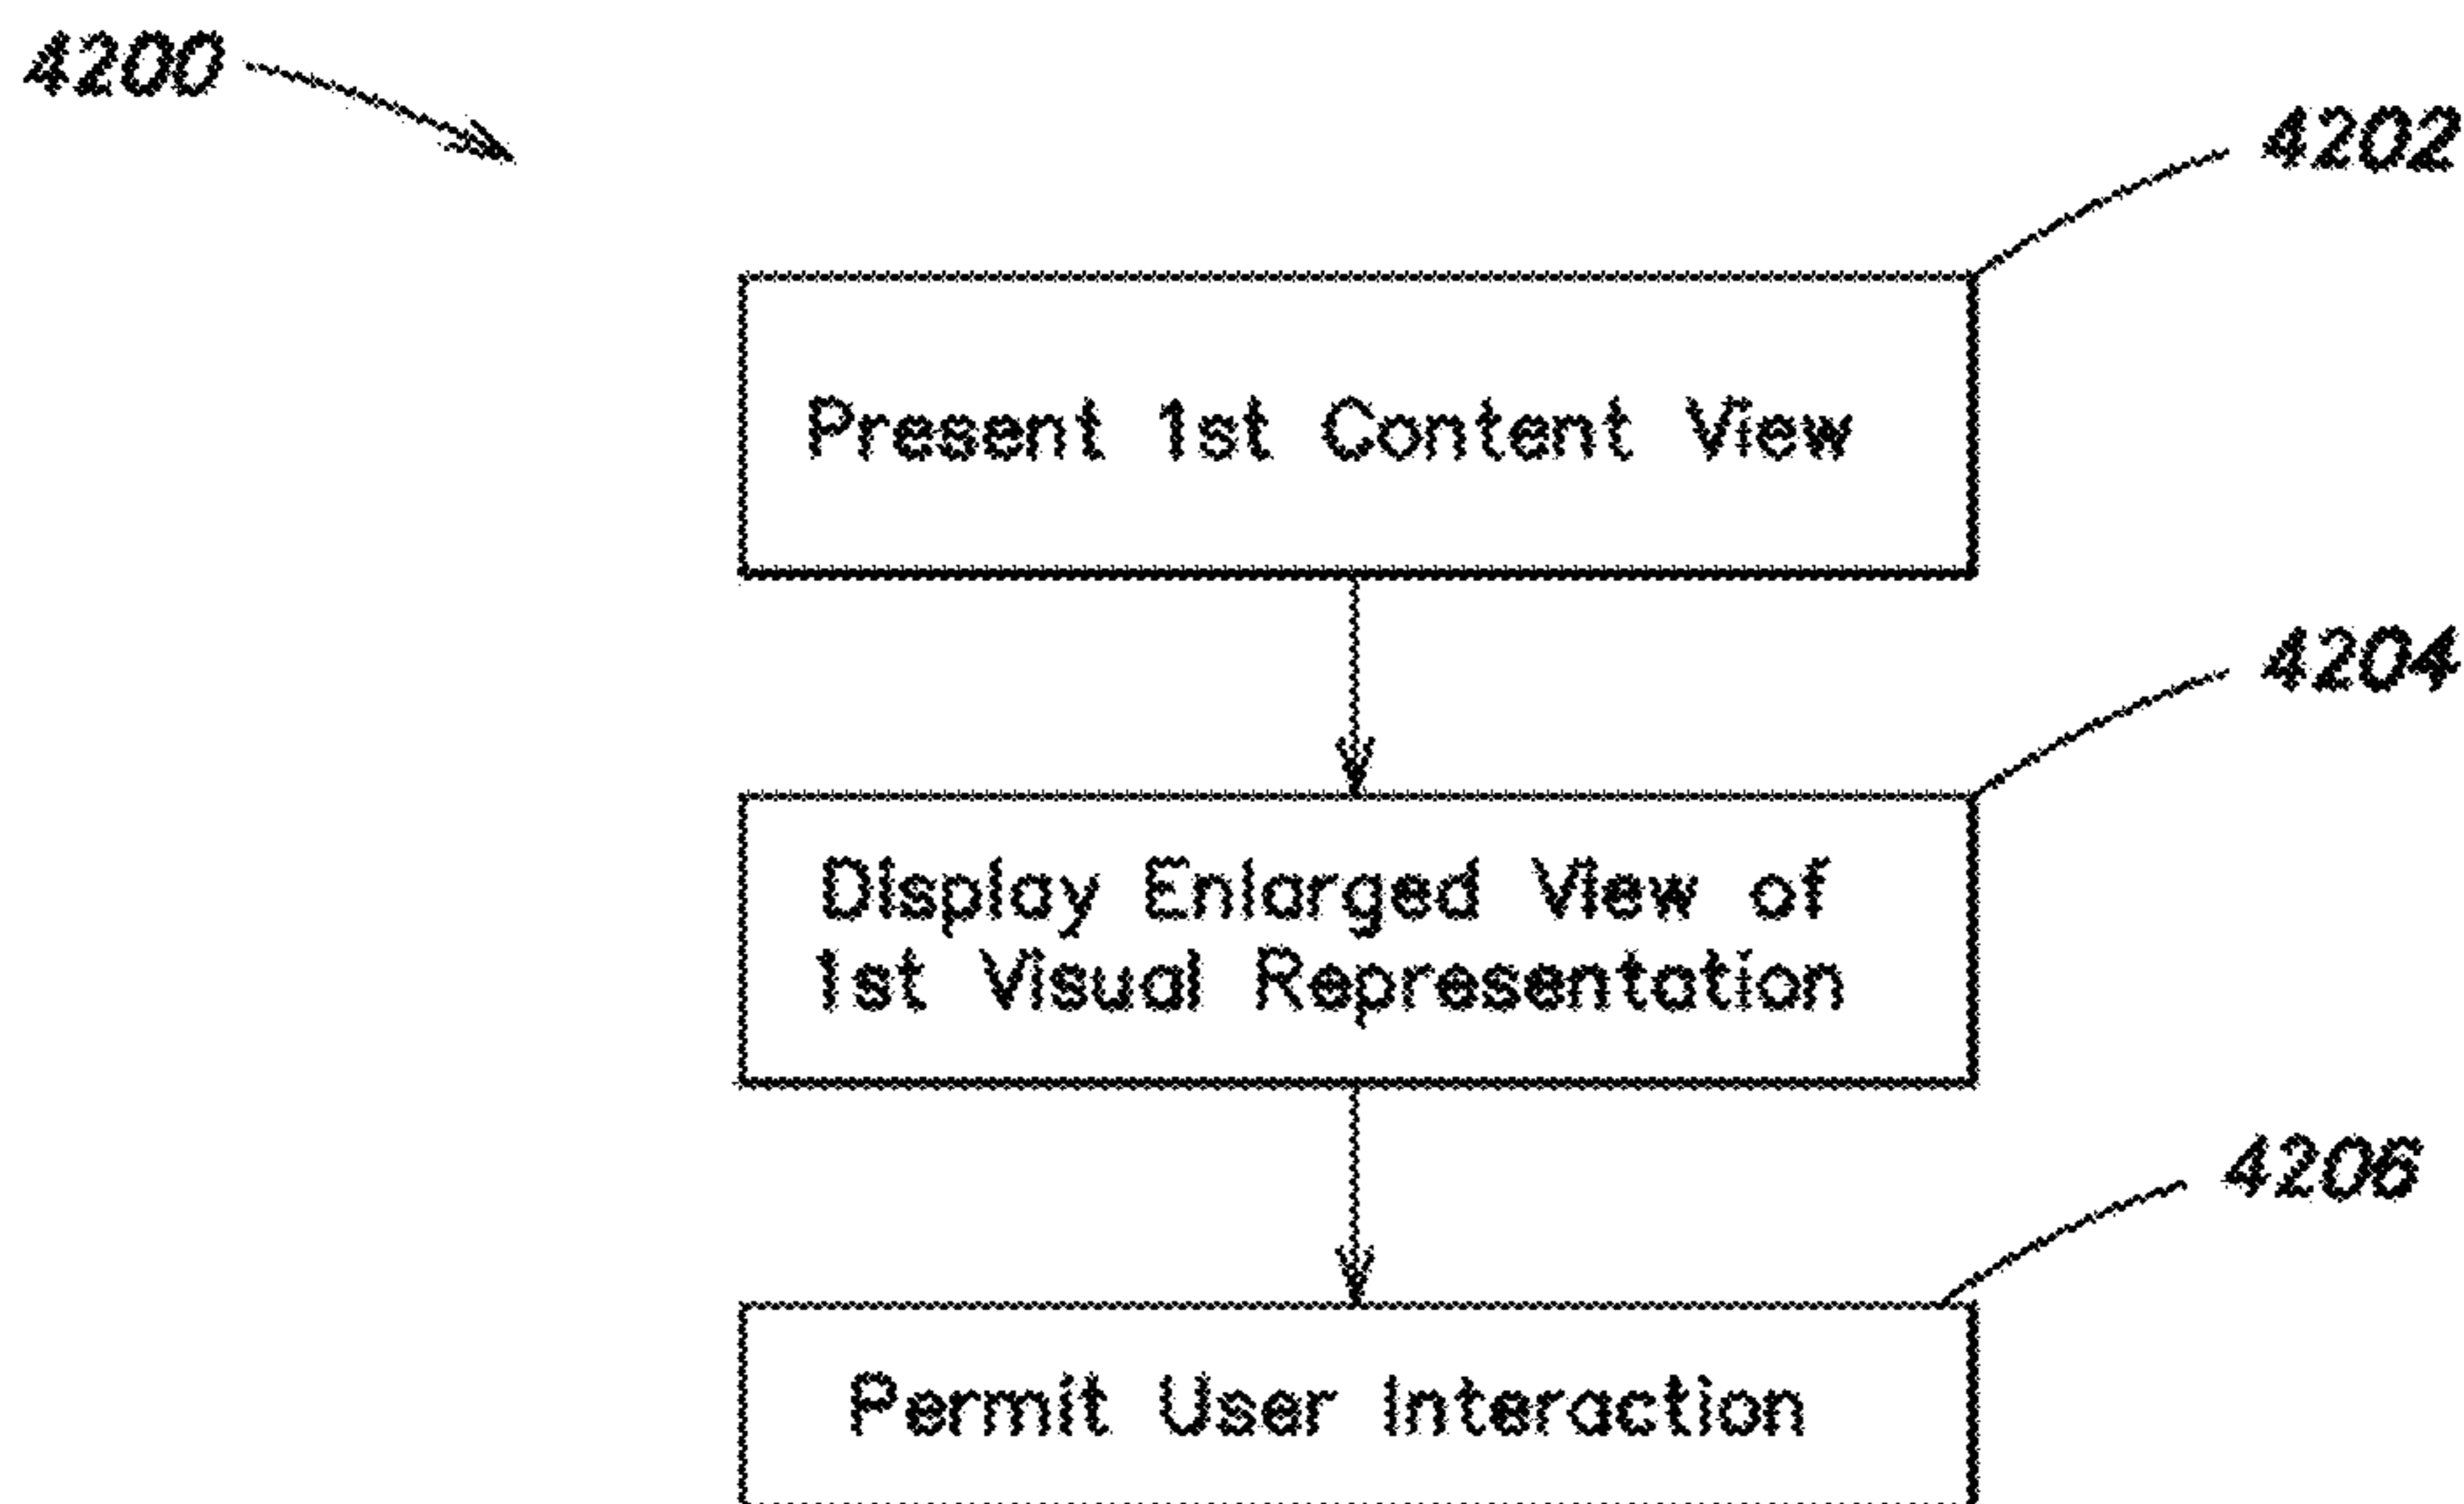 4200
4202
Present 1st Content View
4204
Display Enlarged View of
1st Visual Representation
4206
Permit User Interaction